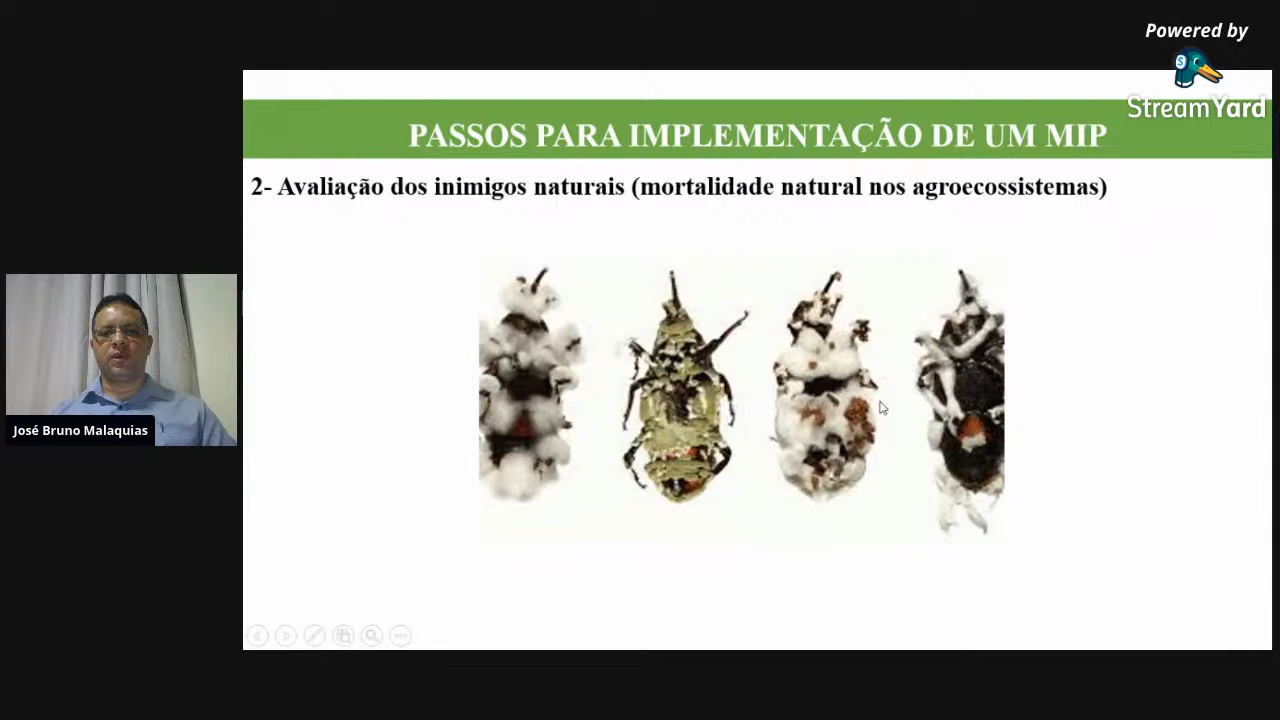 Powered by
StreamYard
PASSOS PARA IMPLEMENTAÇÃO DE UM MIP
2- Avaliação dos inimigos naturais (mortalidade natural nos agroecossistemas)
José Bruno Malaquias